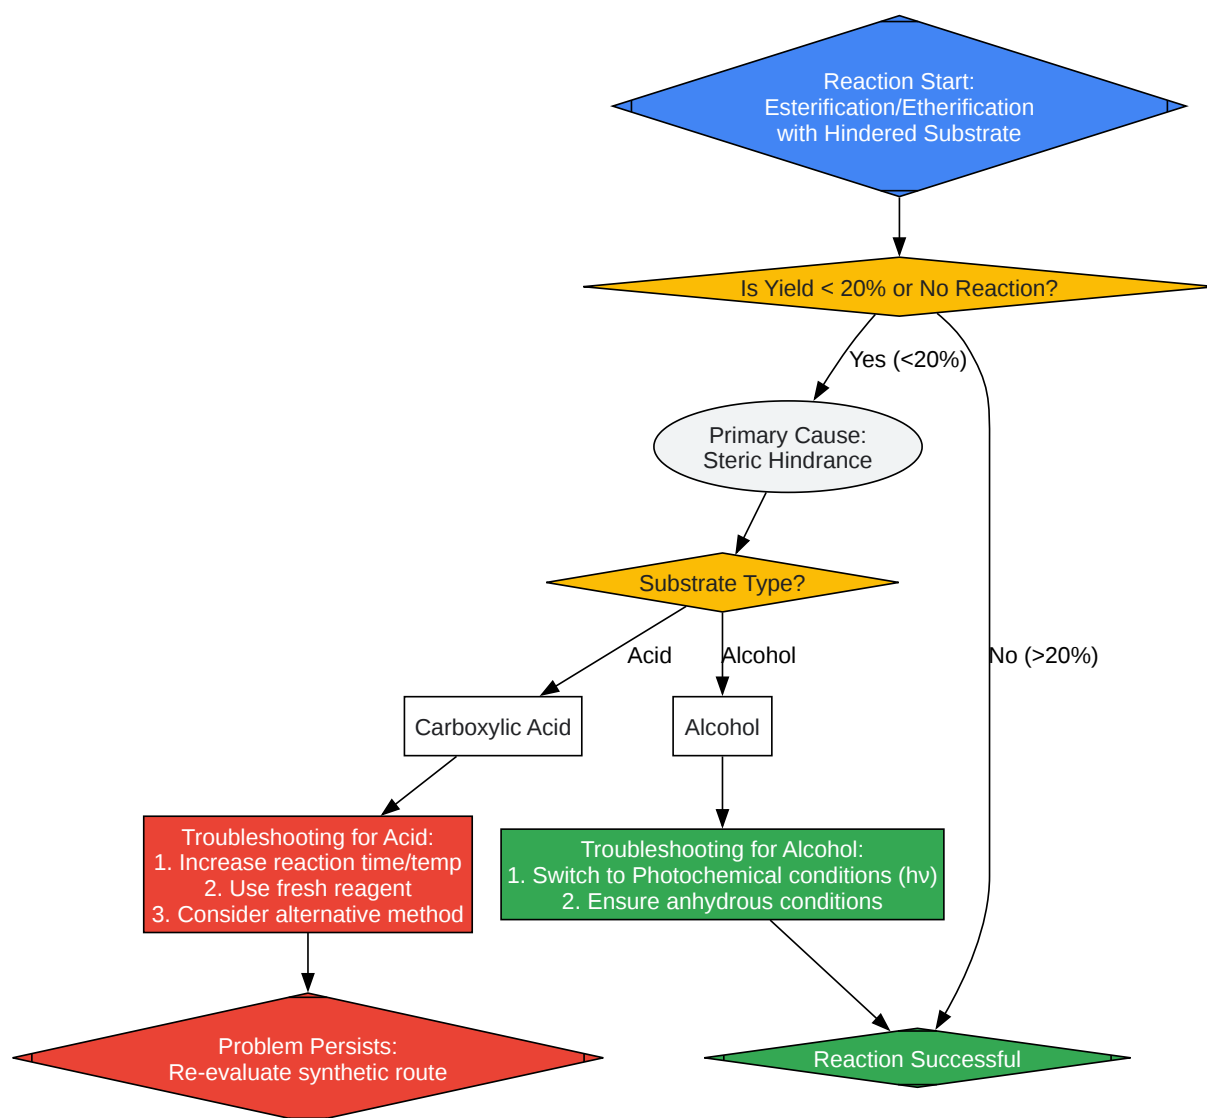 Reaction Start:
Esterification/Etherification
with Hindered Substrate
Is Yield < 20% or No Reaction?
Yes (<20%)
Primary Cause:
Steric Hindrance
Substrate Type?
Acid
Alcohol
No (>20%)
Carboxylic Acid
Alcohol
Troubleshooting for Acid:
1. Increase reaction time/temp
2. Use fresh reagent
3. Consider alternative method
Troubleshooting for Alcohol:
1. Switch to Photochemical conditions (hν)
2. Ensure anhydrous conditions
Problem Persists:
Re-evaluate synthetic route
Reaction Successful